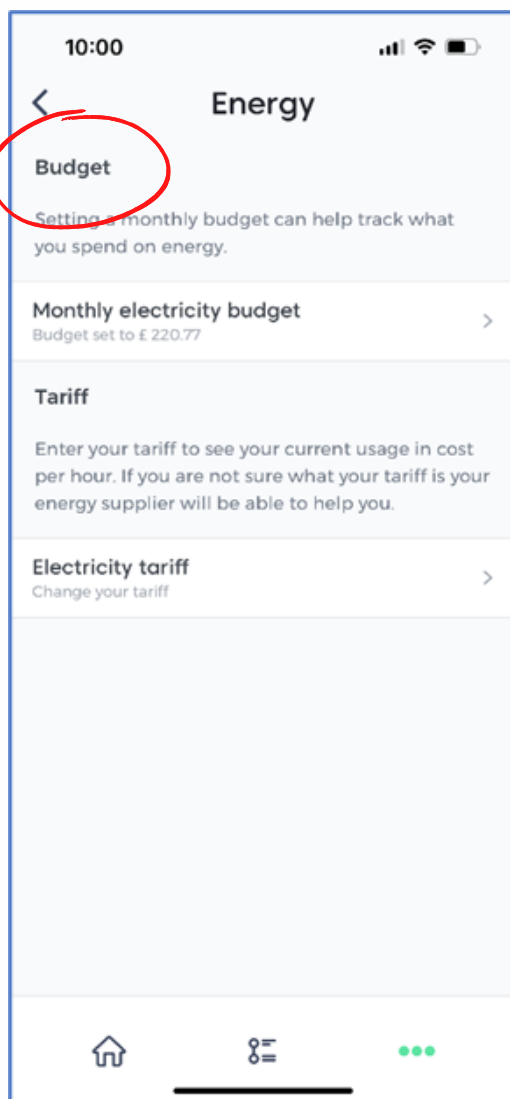 10:00
Energy
Budget
Setting a monthly budget can help track what
you spend on energy.
Monthly electricity budget
Budget set to £ 220.77
Tariff
Enter your tariff to see your current usage in cost
per hour. If you are not sure what your tariff is your
energy supplier will be able to help you.
Electricity tariff
Change your tariff